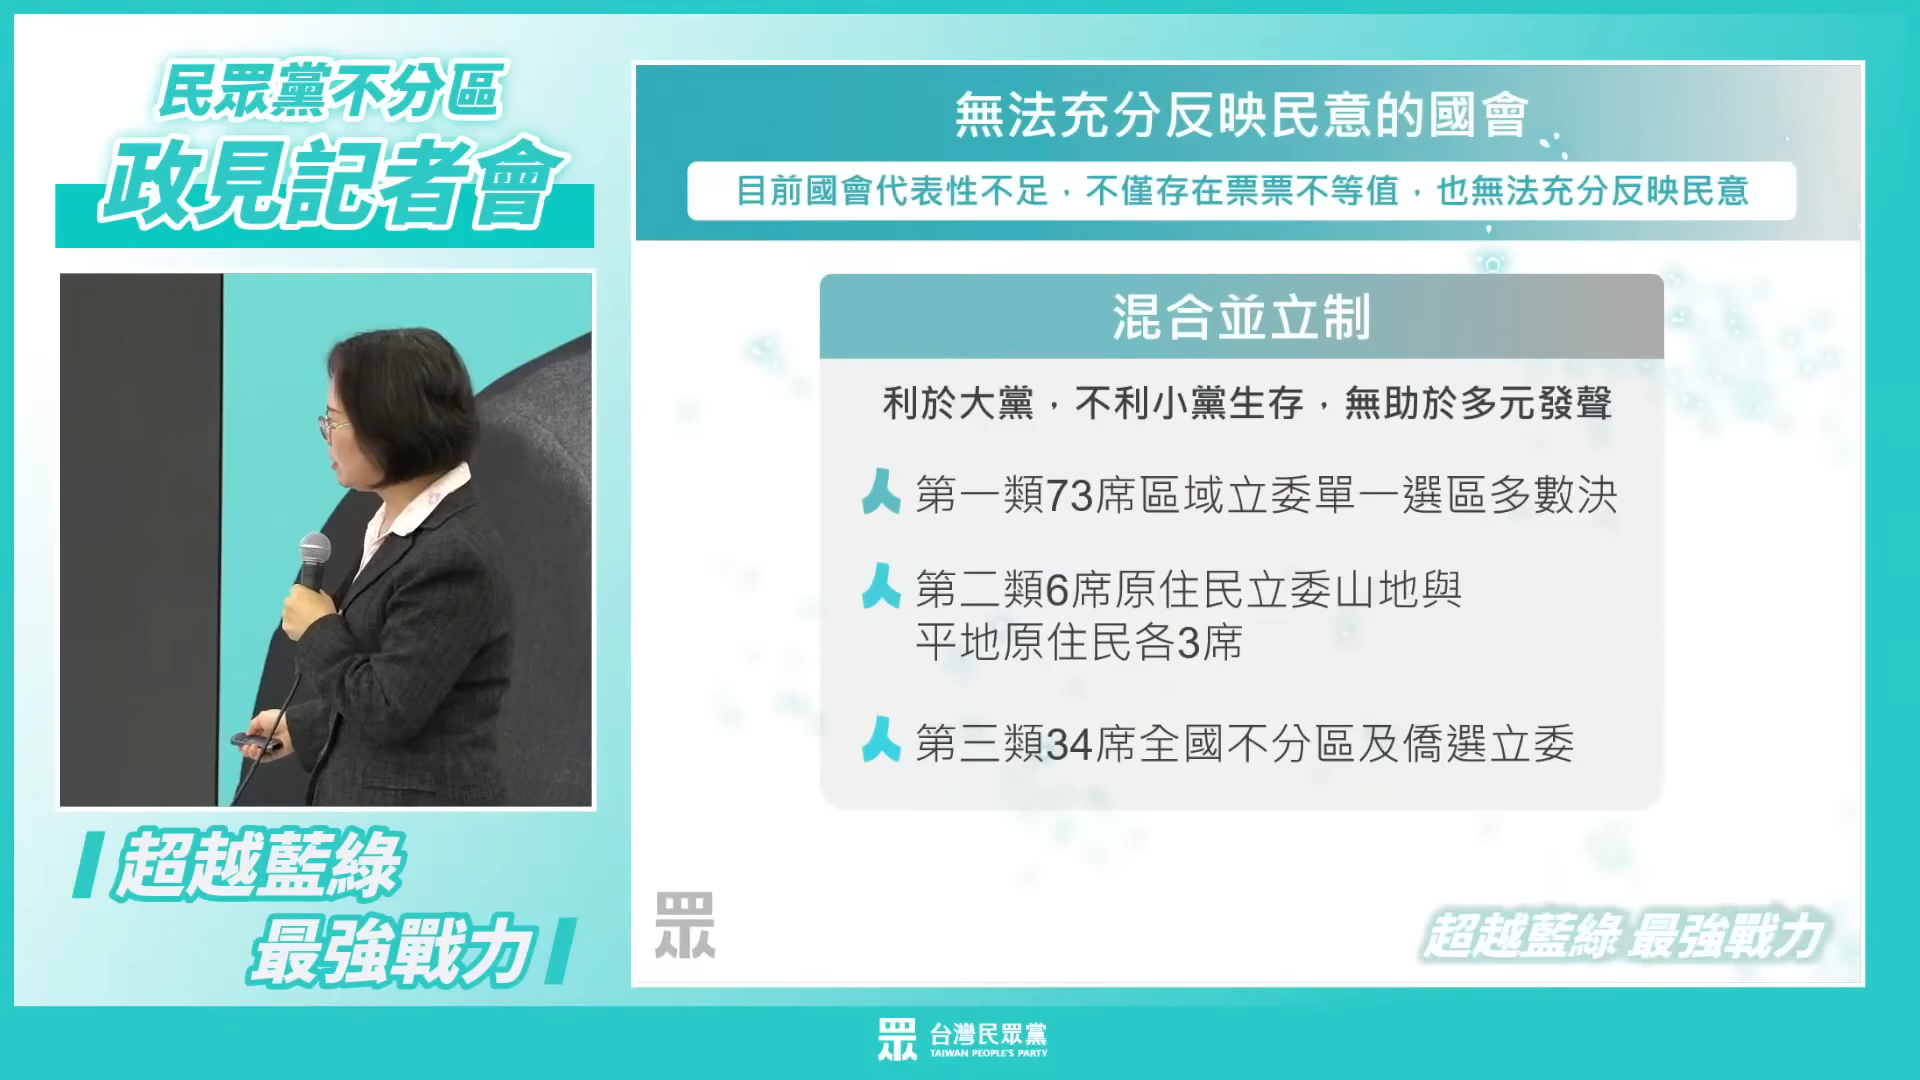 民眾黨不分區
政見記者會
超越藍綠
最強戰力
無法充分反映民意的國會
目前國會代表性不足，不僅存在票票不等值，也無法充分反映民意
混合並立制
利於大黨，不利小黨生存，無助於多元發聲
第一類73席區域立委單一選區多數決
第二類6席原住民立委山地與
平地原住民各3席
第三類34席全國不分區及僑選立委
眾
超越藍綠 最強戰力
眾 台灣民眾黨
TAIWAN PEOPLE'S PARTY